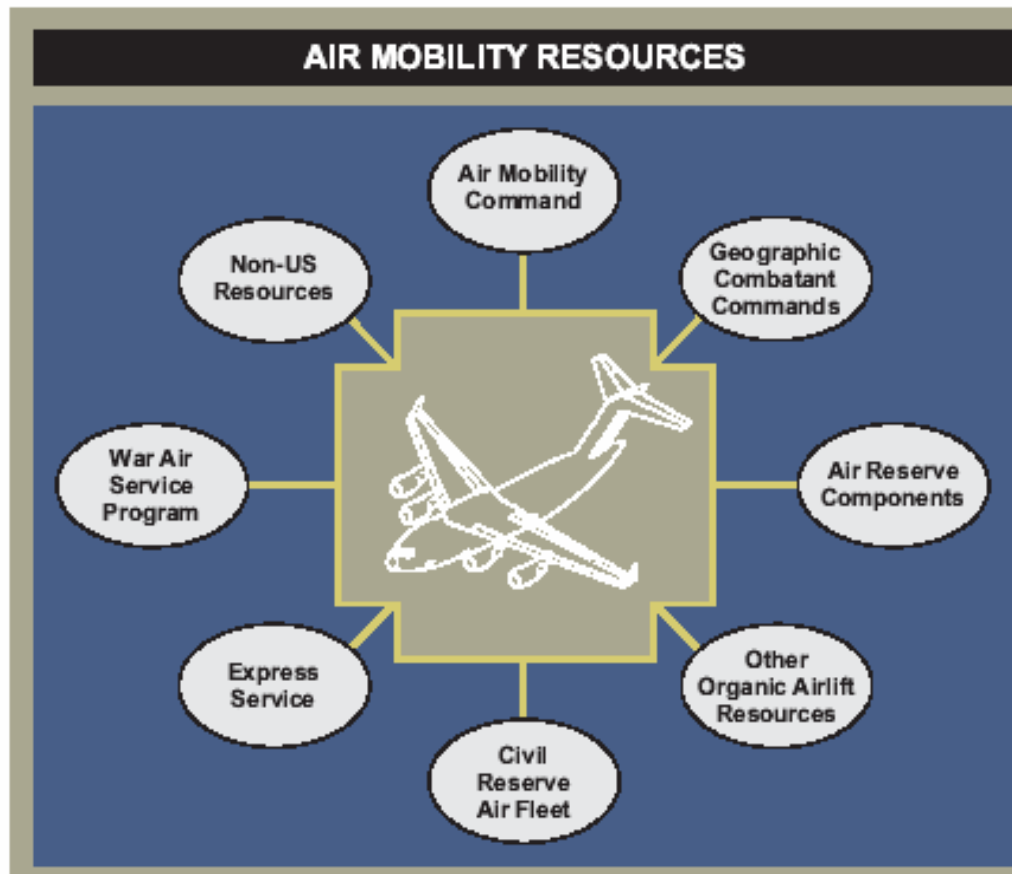 AIR MOBILITY RESOURCES
Air Mobility
Command
Non-US
Resources
Geographic
Combatant
Commands
War Air
Service
Program
Air Reserve
Components
Express
Service
Other
Organic Airlift
Resources
Civil
Reserve
Air Fleet